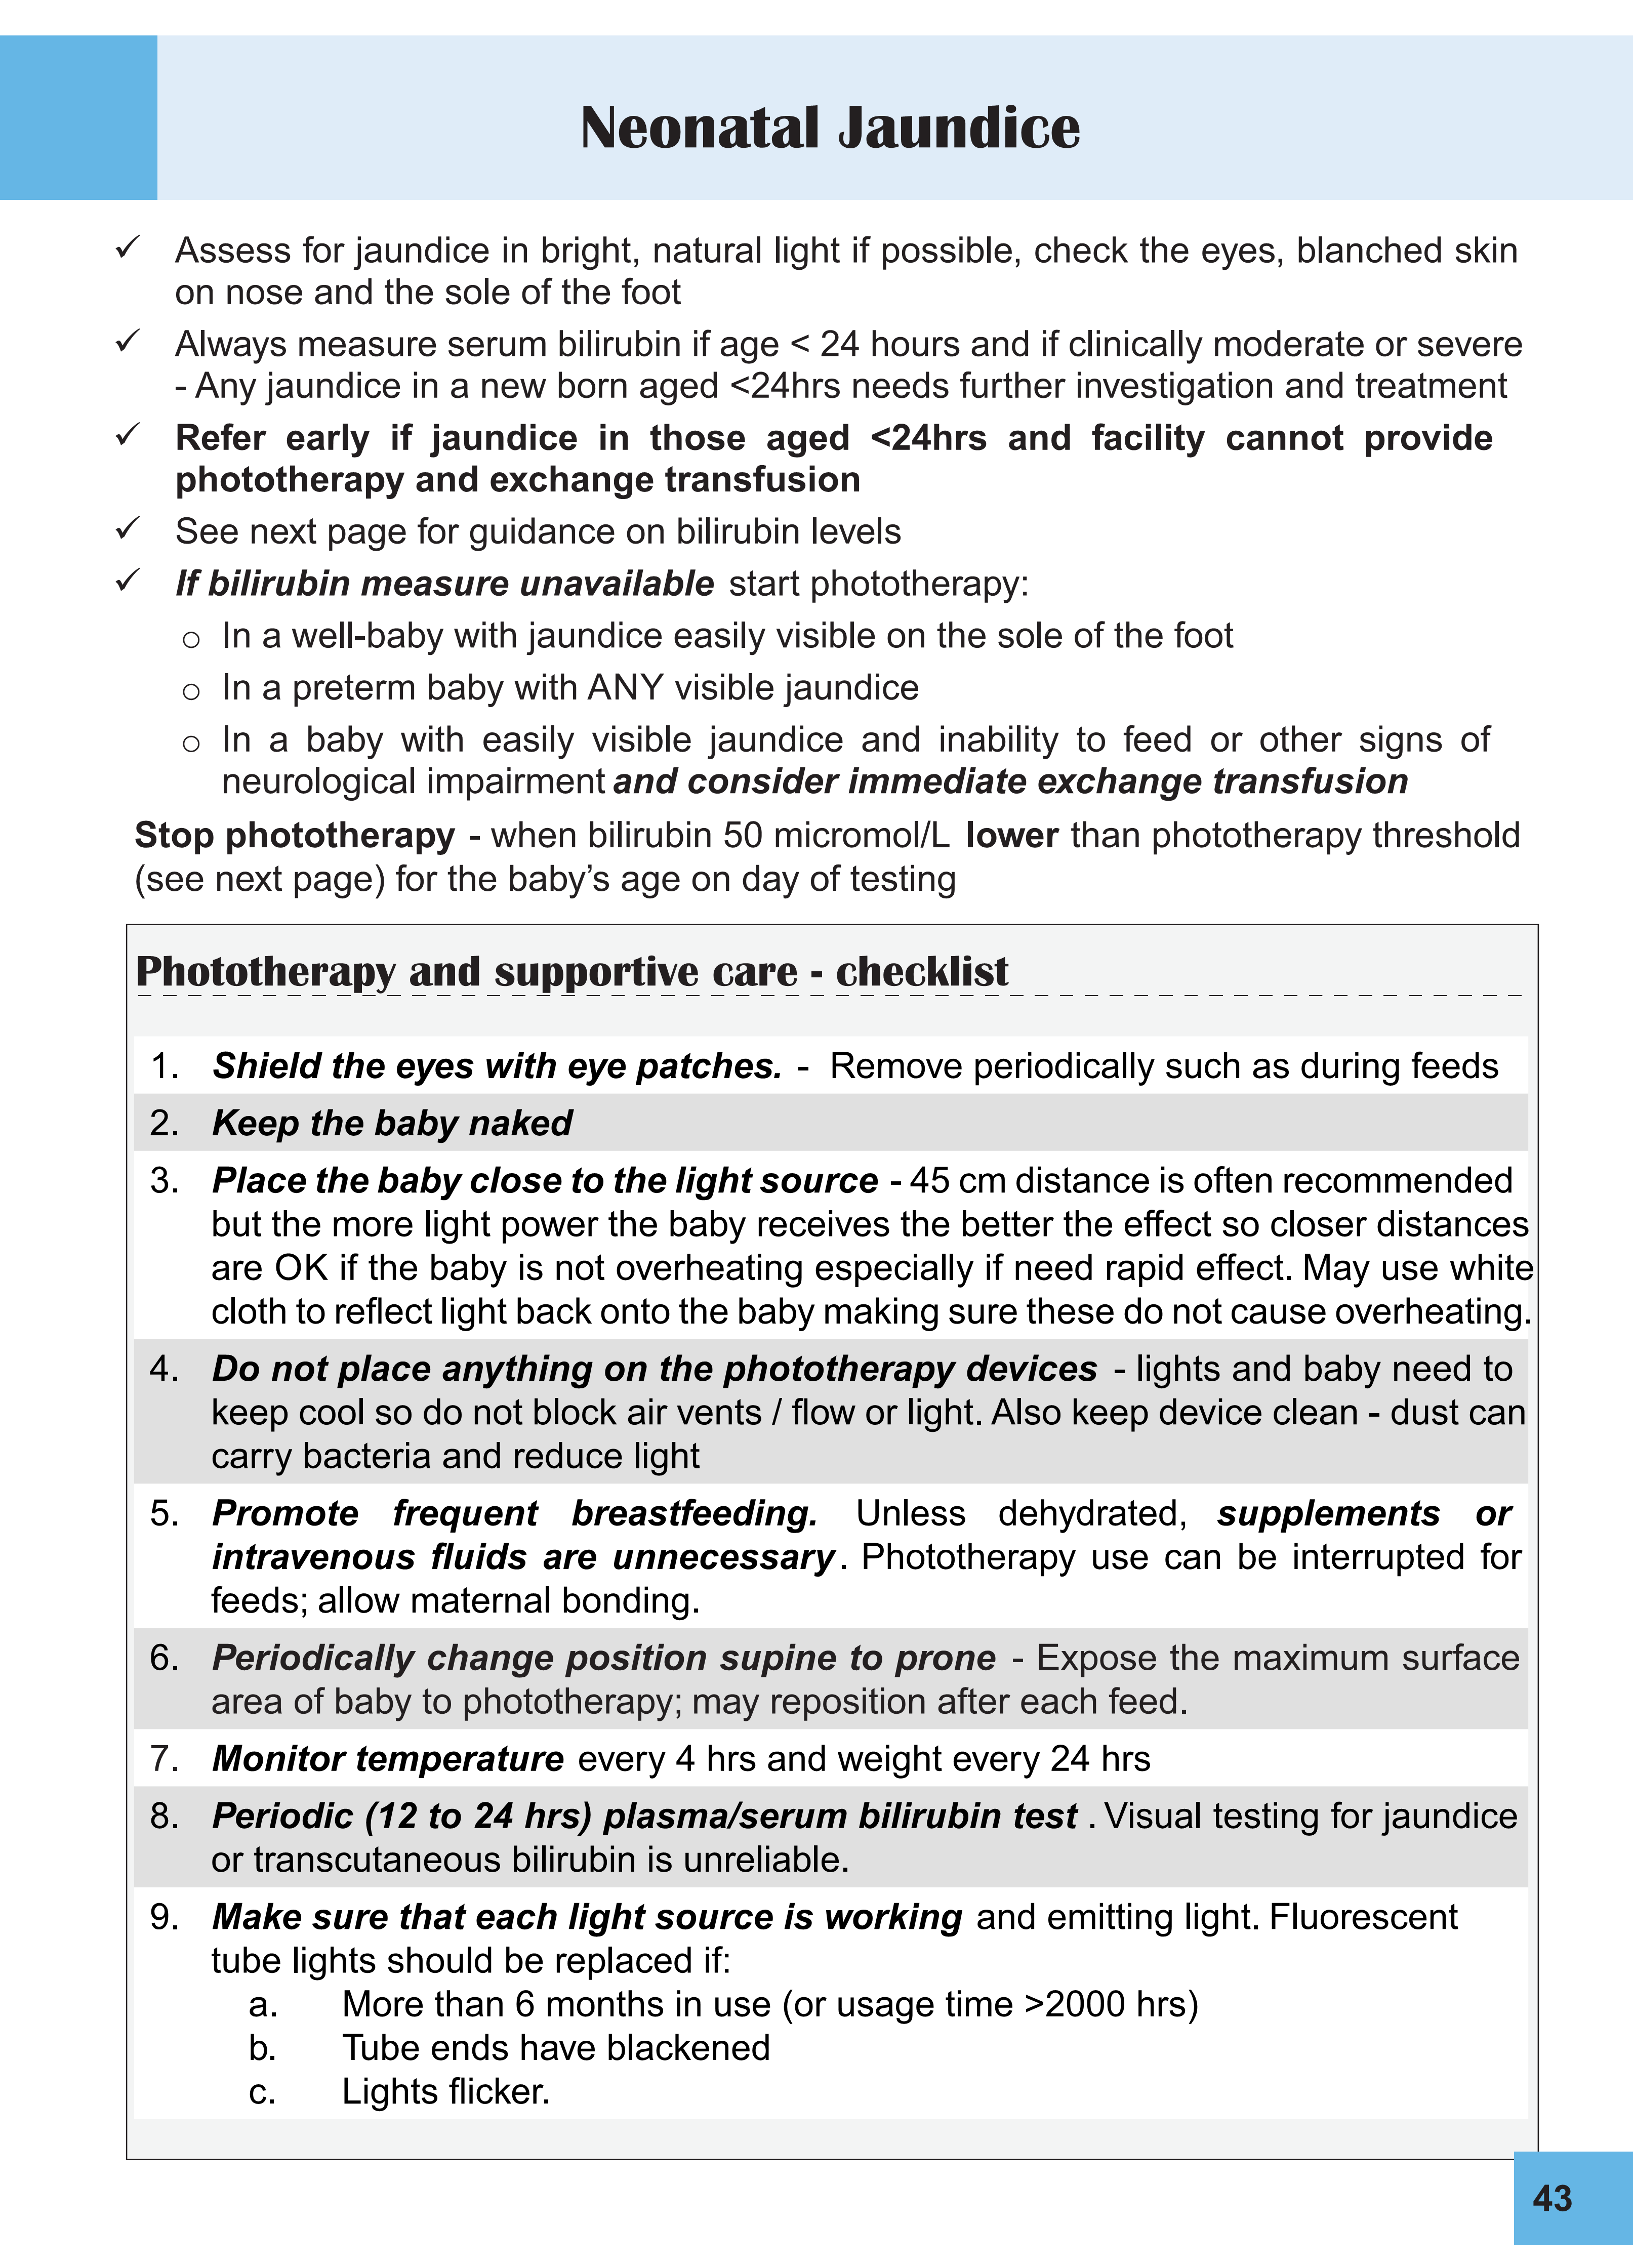 Neonatal Jaundice
✓ Assess for jaundice in bright, natural light if possible, check the eyes, blanched skin
on nose and the sole of the foot
✓ Always measure serum bilirubin if age < 24 hours and if clinically moderate or severe
- Any jaundice in a new born aged <24hrs needs further investigation and treatment
✓ Refer early if jaundice in those aged <24hrs and facility cannot provide
phototherapy and exchange transfusion
✓ See next page for guidance on bilirubin levels
✓ If bilirubin measure unavailable start phototherapy:
o In a well-baby with jaundice easily visible on the sole of the foot
o In a preterm baby with ANY visible jaundice
o In a baby with easily visible jaundice and inability to feed or other signs of
neurological impairment and consider immediate exchange transfusion
Stop phototherapy - when bilirubin 50 micromol/L lower than phototherapy threshold
(see next page) for the baby’s age on day of testing
Phototherapy and supportive care - checklist
1. Shield the eyes with eye patches. - Remove periodically such as during feeds
2. Keep the baby naked
3. Place the baby close to the light source - 45 cm distance is often recommended
but the more light power the baby receives the better the effect so closer distances
are OK if the baby is not overheating especially if need rapid effect. May use white
cloth to reflect light back onto the baby making sure these do not cause overheating.
4. Do not place anything on the phototherapy devices - lights and baby need to
keep cool so do not block air vents / flow or light. Also keep device clean - dust can
carry bacteria and reduce light
5. Promote frequent breastfeeding. Unless dehydrated, supplements or
intravenous fluids are unnecessary. Phototherapy use can be interrupted for
feeds; allow maternal bonding.
6. Periodically change position supine to prone - Expose the maximum surface
area of baby to phototherapy; may reposition after each feed.
7. Monitor temperature every 4 hrs and weight every 24 hrs
8. Periodic (12 to 24 hrs) plasma/serum bilirubin test . Visual testing for jaundice
or transcutaneous bilirubin is unreliable.
9. Make sure that each light source is working and emitting light. Fluorescent
tube lights should be replaced if:
a. More than 6 months in use (or usage time >2000 hrs)
b. Tube ends have blackened
c. Lights flicker.
43